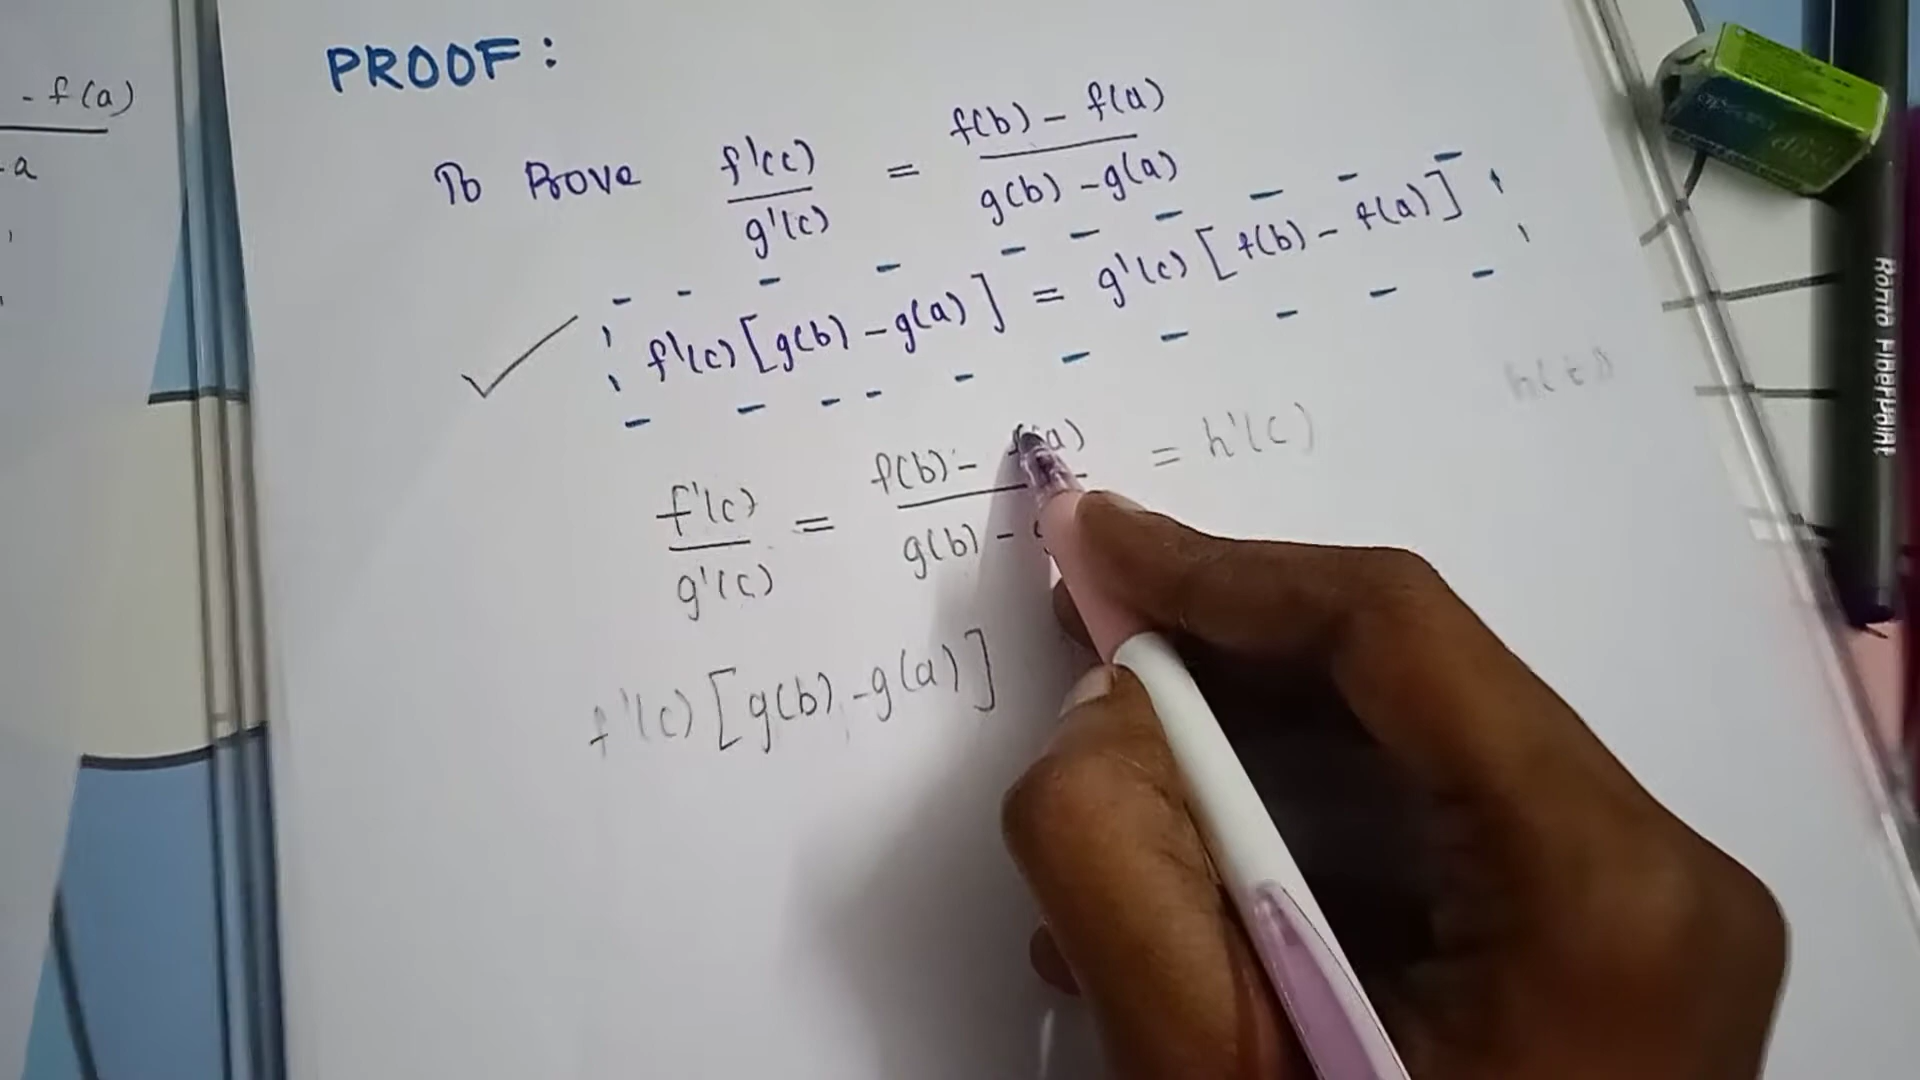 - f(a)
- a
PROOF :
To Prove f'(c) / g'(c) = f(b) - f(a) / g(b) - g(a)
f'(c) [g(b) - g(a)] = g'(c) [f(b) - f(a)]
f'(c) / g'(c) = f(b) - f(a) / g(b) - = h'(c)
f'(c) [g(b) - g(a)]